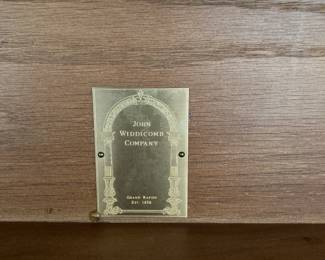 JOHN
WIDDICOMB
COMPANY
GRAND RAPIDS
EST. 1858